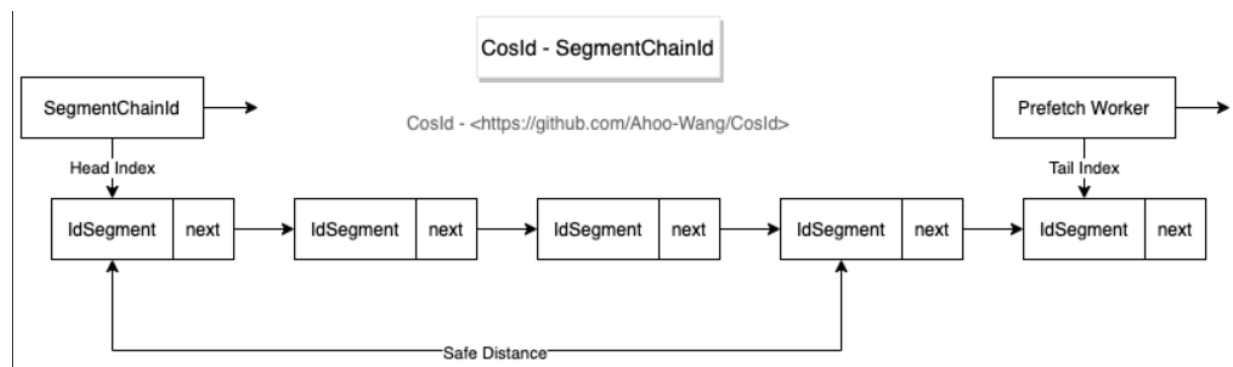 CosId - SegmentChainId
SegmentChainId
Prefetch Worker
CosId - <https://github.com/Ahoo-Wang/CosId>
Head Index
Tail Index
IdSegment next IdSegment next IdSegment next IdSegment next IdSegment next
Safe Distance